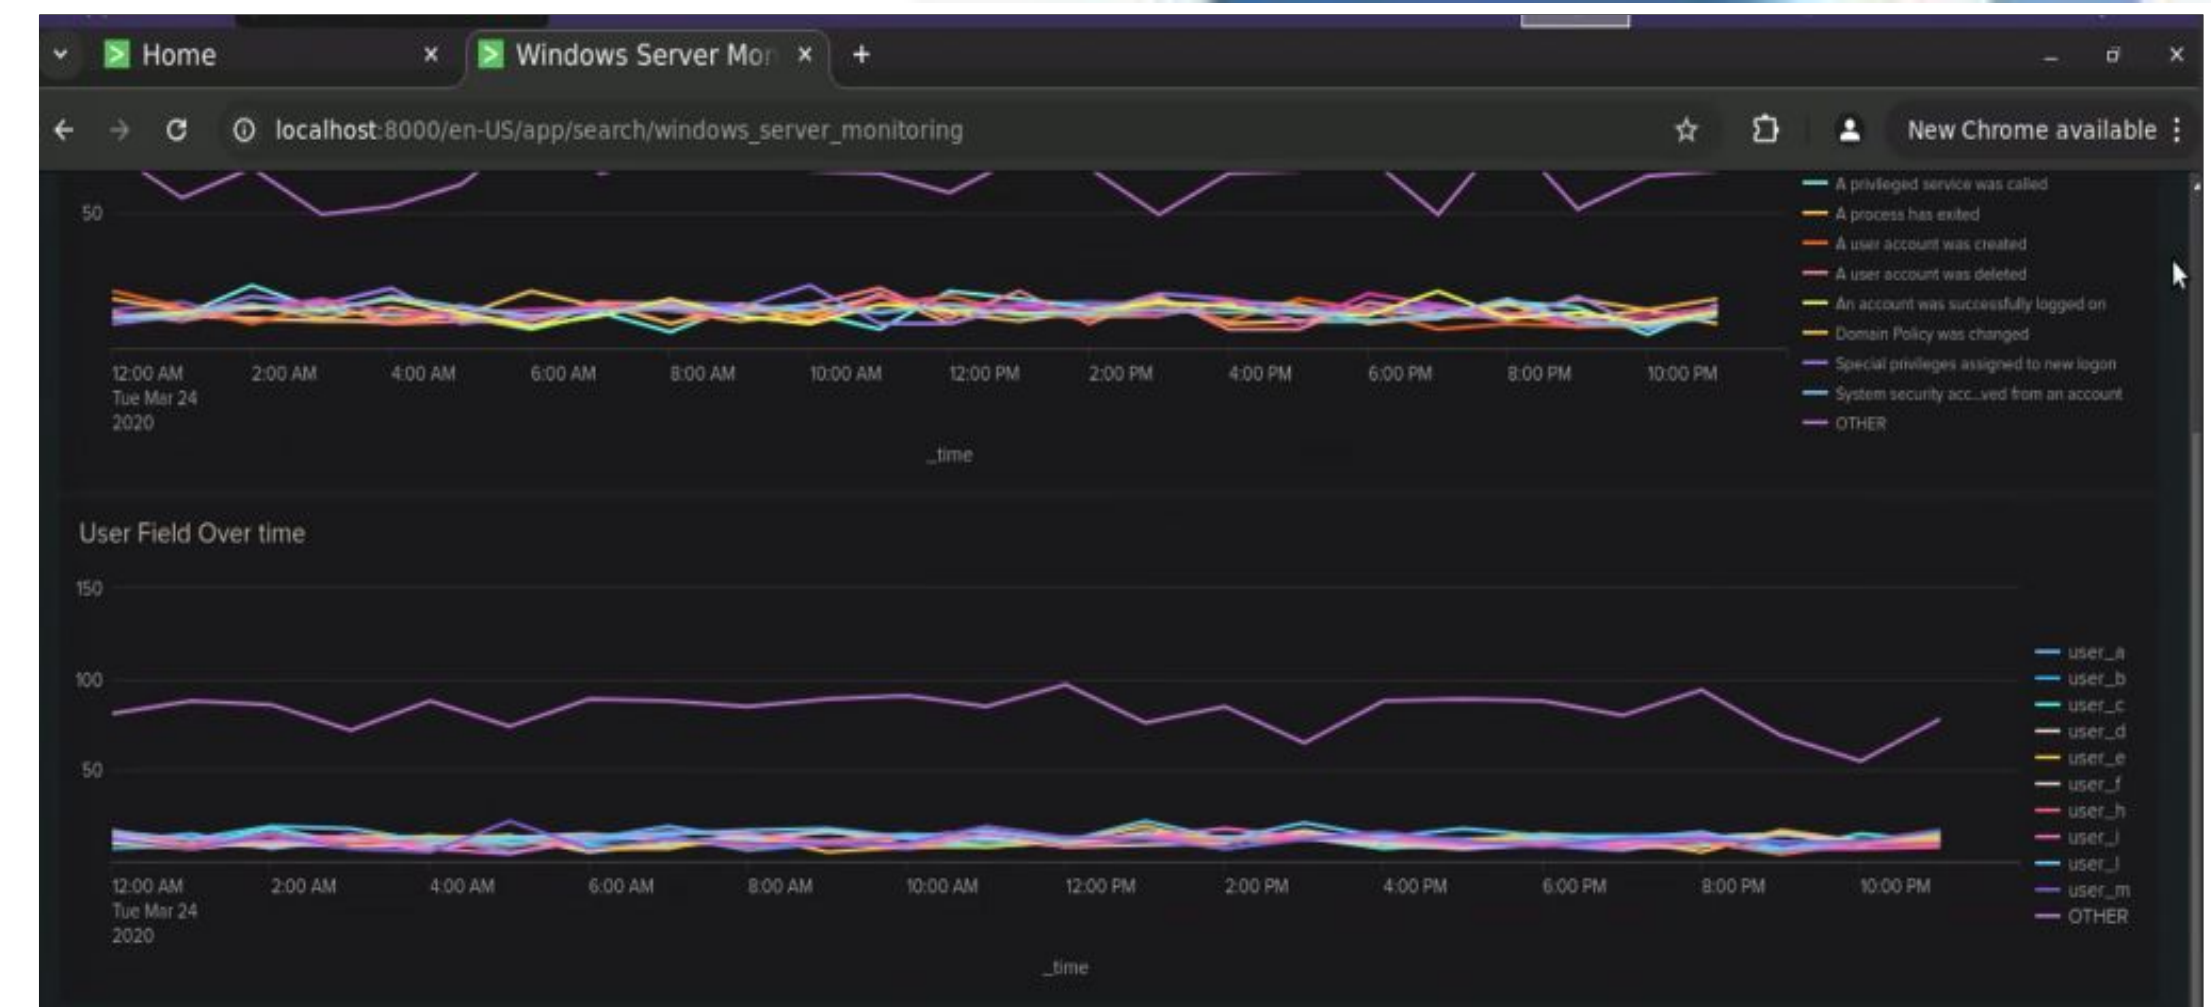 Home
Windows Server Mon
localhost:8000/en-US/app/search/windows_server_monitoring
New Chrome available
50
12:00 AM 2:00 AM 4:00 AM 6:00 AM 8:00 AM 10:00 AM 12:00 PM 2:00 PM 4:00 PM 6:00 PM 8:00 PM 10:00 PM
Tue Mar 24
2020
_time
A privileged service was called
A process has exited
A user account was created
A user account was deleted
An account was successfully logged on
Domain Policy was changed
Special privileges assigned to new logon
System security acc...ved from an account
OTHER
User Field Over time
150
100
50
12:00 AM 2:00 AM 4:00 AM 6:00 AM 8:00 AM 10:00 AM 12:00 PM 2:00 PM 4:00 PM 6:00 PM 8:00 PM 10:00 PM
Tue Mar 24
2020
_time
user_a
user_b
user_c
user_d
user_e
user_f
user_h
user_i
user_l
user_m
OTHER